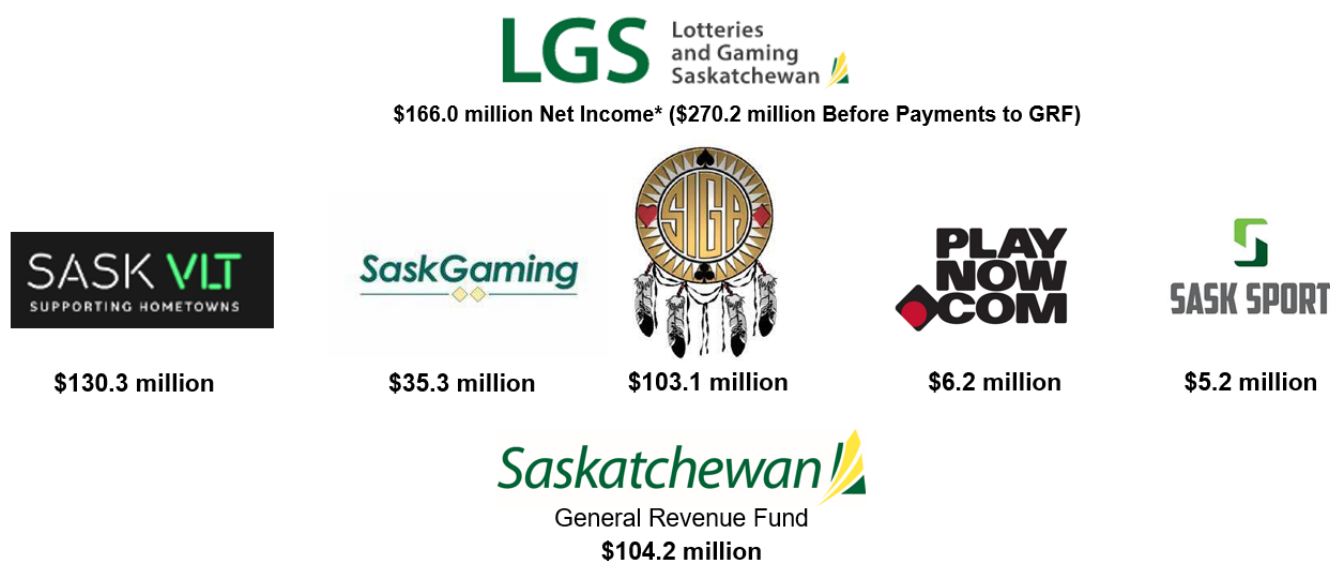 LGS
Lotteries
and Gaming
Saskatchewan
$166.0 million Net Income* ($270.2 million Before Payments to GRF)
SASK VLT
SUPPORTING HOMETOWNS
$130.3 million
SaskGaming
$35.3 million
SIGA
$103.1 million
PLAY
NOW
COM
$6.2 million
SASK SPORT
$5.2 million
Saskatchewan
General Revenue Fund
$104.2 million